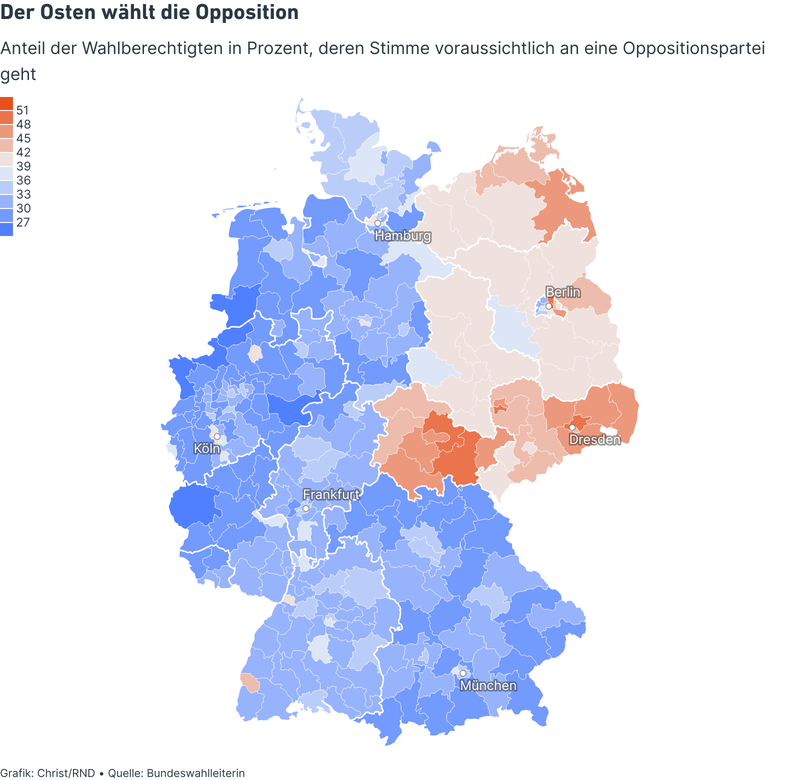 Der Osten wählt die Opposition
Anteil der Wahlberechtigten in Prozent, deren Stimme voraussichtlich an eine Oppositionspartei
geht
51
48
45
42
39
36
33
30
27
Hamburg
Berlin
Dresden
Köln
Frankfurt
München
Grafik: Christ/RND • Quelle: Bundeswahlleiterin